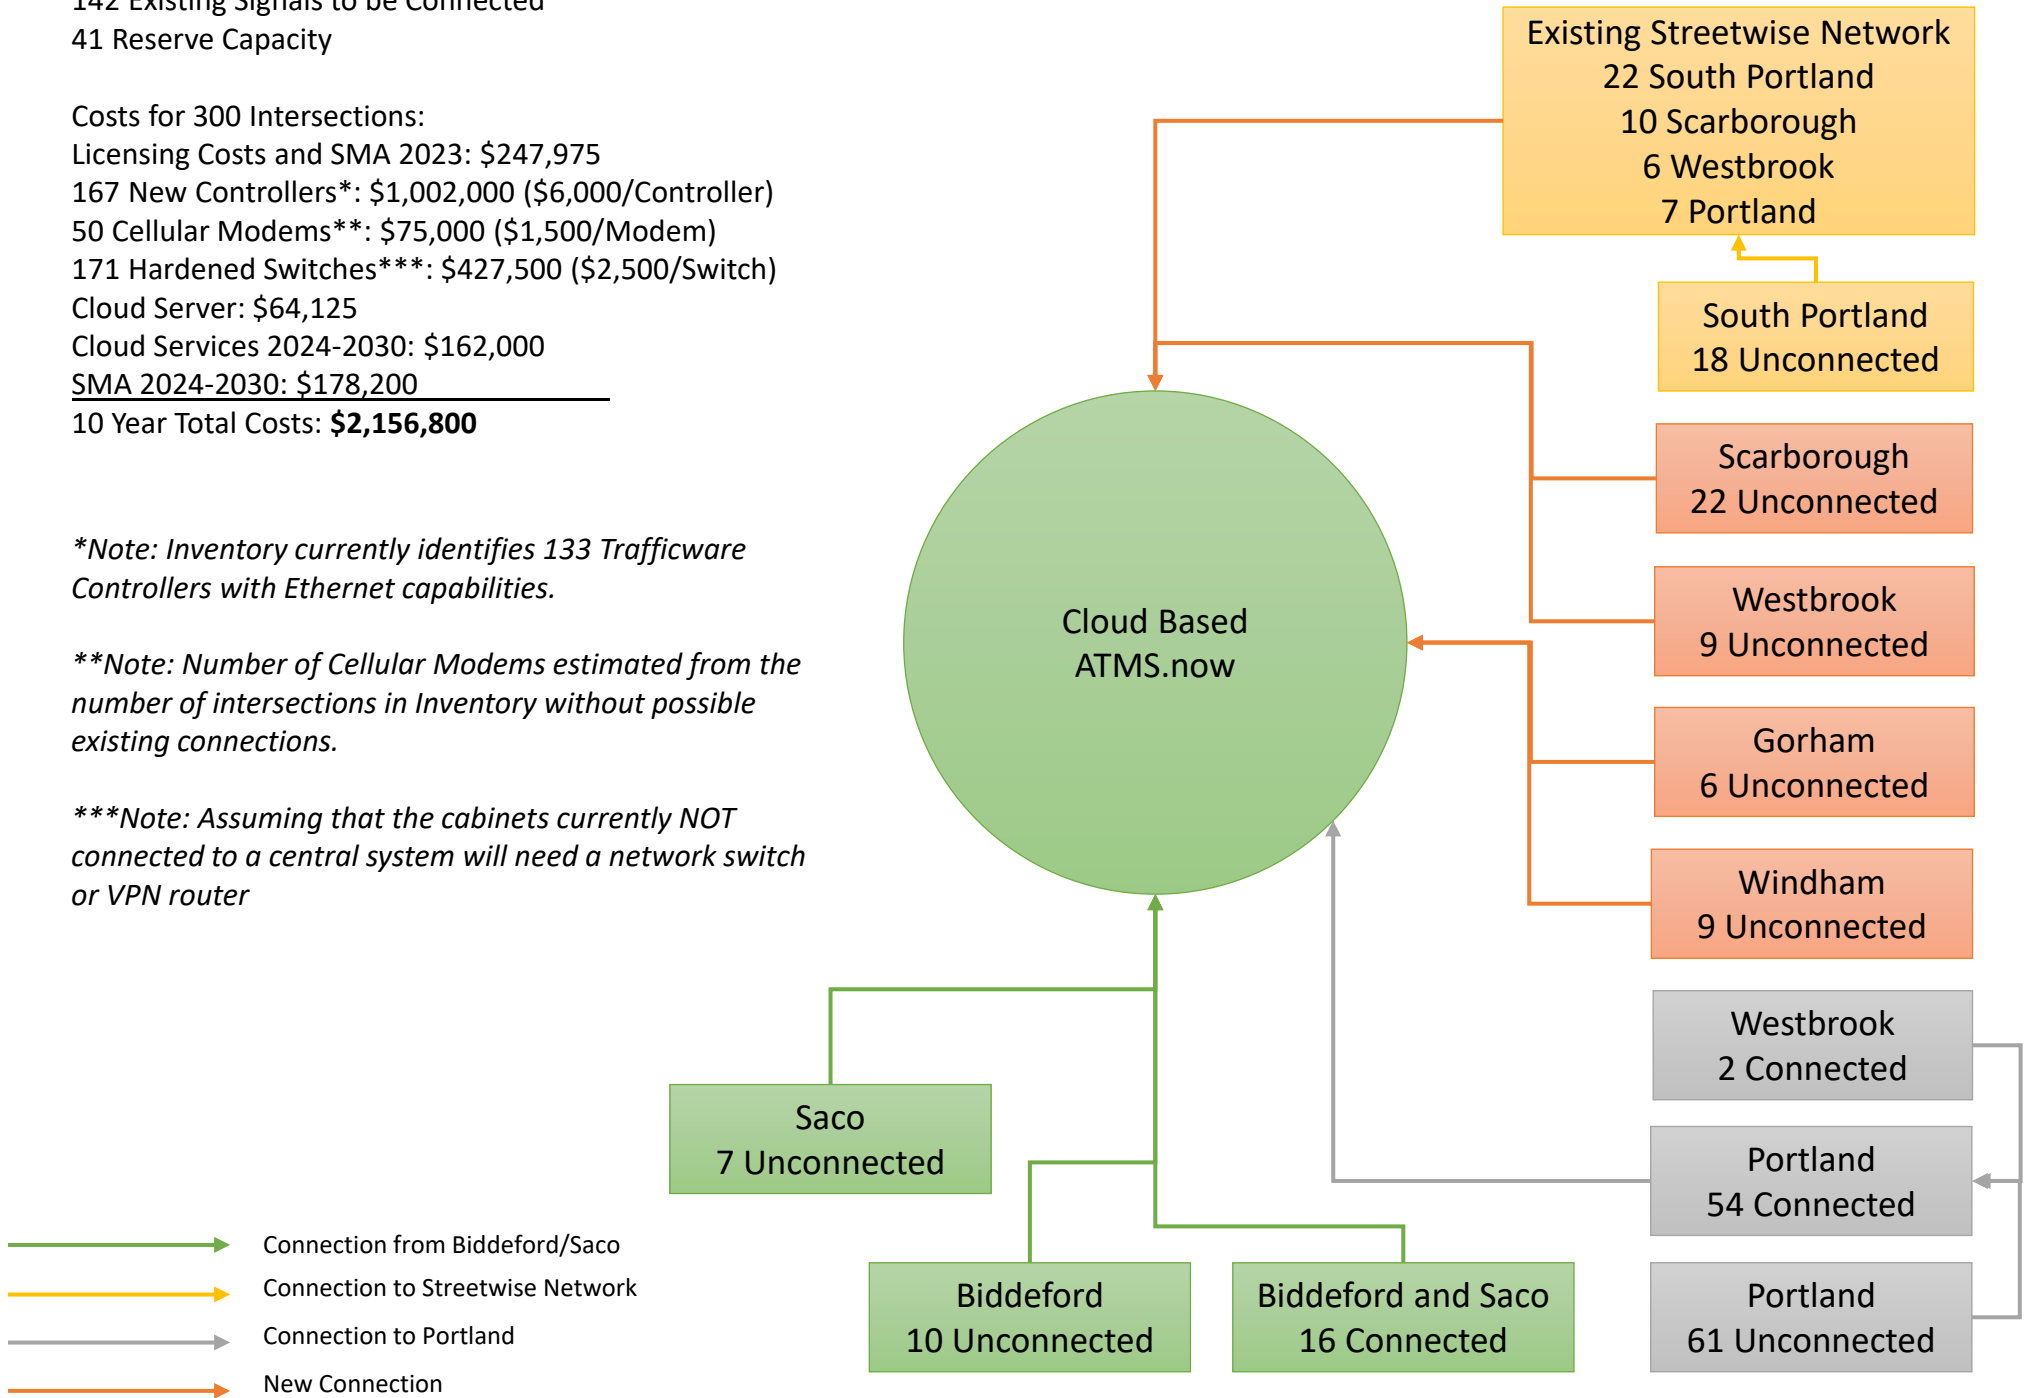 142 Existing Signals to be Connected
41 Reserve Capacity
Costs for 300 Intersections:
Licensing Costs and SMA 2023: $247,975
167 New Controllers*: $1,002,000 ($6,000/Controller)
50 Cellular Modems**: $75,000 ($1,500/Modem)
171 Hardened Switches***: $427,500 ($2,500/Switch)
Cloud Server: $64,125
Cloud Services 2024-2030: $162,000
SMA 2024-2030: $178,200
10 Year Total Costs: $2,156,800
*Note: Inventory currently identifies 133 Trafficware
Controllers with Ethernet capabilities.
**Note: Number of Cellular Modems estimated from the
number of intersections in Inventory without possible
existing connections.
***Note: Assuming that the cabinets currently NOT
connected to a central system will need a network switch
or VPN router
Existing Streetwise Network
22 South Portland
10 Scarborough
6 Westbrook
7 Portland
South Portland
18 Unconnected
Scarborough
22 Unconnected
Westbrook
9 Unconnected
Cloud Based
ATMS.now
Gorham
6 Unconnected
Windham
9 Unconnected
Westbrook
2 Connected
Portland
54 Connected
Portland
61 Unconnected
Saco
7 Unconnected
Biddeford
10 Unconnected
Biddeford and Saco
16 Connected
Connection from Biddeford/Saco
Connection to Streetwise Network
Connection to Portland
New Connection